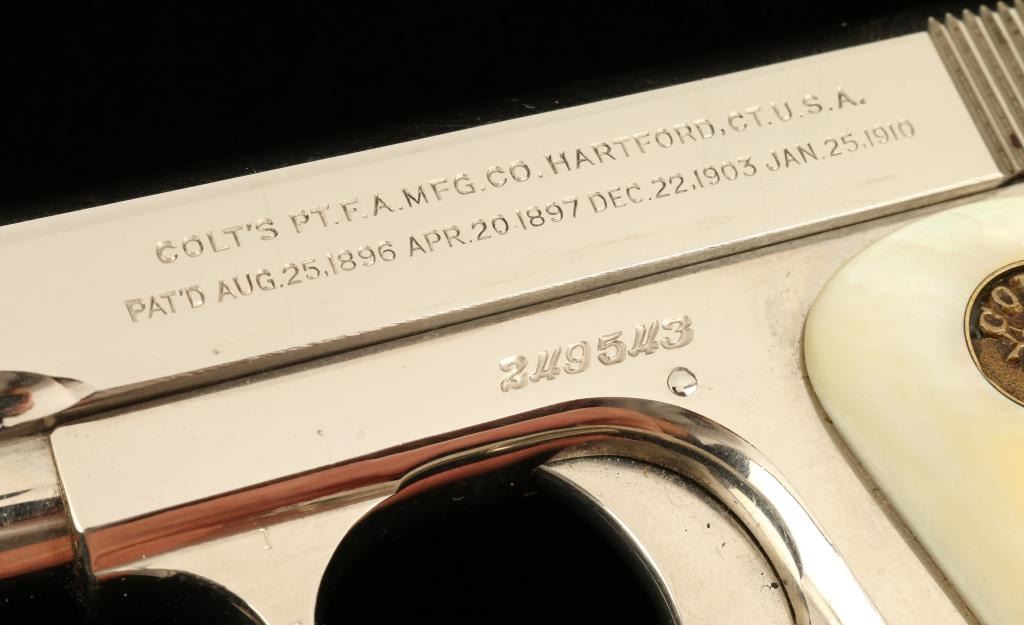 COLT'S PT.F.A.MFG.CO. HARTFORD,CT.U.S.A.
PAT'D AUG.25,1896 APR.20.1897 DEC.22,1903 JAN.25,1910
249543
CO